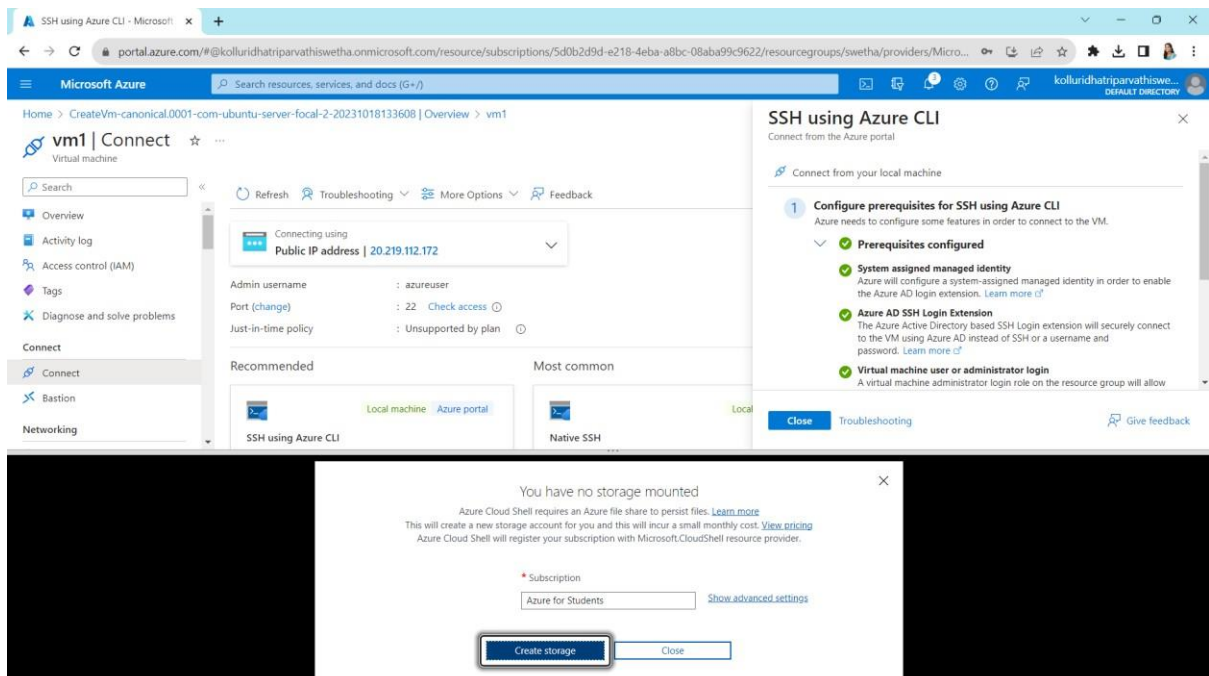 SSH using Azure CLI - Microsoft
portal.azure.com/#@kolluridhatriparvathiswetha.onmicrosoft.com/resource/subscriptions/5d0b2d9d-e218-4eba-a8bc-08aba99c9622/resourcegroups/swetha/providers/Micro...
Microsoft Azure
Search resources, services, and docs (G+/)
1
kolluridhatriparvathiswe...
DEFAULT DIRECTORY
Home > CreateVm-canonical.0001-com-ubuntu-server-focal-2-20231018133608 | Overview > vm1
vm1 | Connect
Virtual machine
Search
Overview
Activity log
Access control (IAM)
Tags
Diagnose and solve problems
Connect
Connect
Bastion
Networking
Refresh Troubleshooting More Options Feedback
Connecting using
Public IP address | 20.219.112.172
Admin username : azureuser
Port (change) : 22 Check access
Just-in-time policy : Unsupported by plan
Recommended
Local machine Azure portal
SSH using Azure CLI
Most common
Local
Native SSH
SSH using Azure CLI
Connect from the Azure portal
Connect from your local machine
1 Configure prerequisites for SSH using Azure CLI
Azure needs to configure some features in order to connect to the VM.
Prerequisites configured
System assigned managed identity
Azure will configure a system-assigned managed identity in order to enable
the Azure AD login extension. Learn more
Azure AD SSH Login Extension
The Azure Active Directory based SSH Login extension will securely connect
to the VM using Azure AD instead of SSH or a username and
password. Learn more
Virtual machine user or administrator login
A virtual machine administrator login role on the resource group will allow
Close Troubleshooting Give feedback
You have no storage mounted
Azure Cloud Shell requires an Azure file share to persist files. Learn more
This will create a new storage account for you and this will incur a small monthly cost. View pricing
Azure Cloud Shell will register your subscription with Microsoft.CloudShell resource provider.
* Subscription
Azure for Students Show advanced settings
Create storage Close